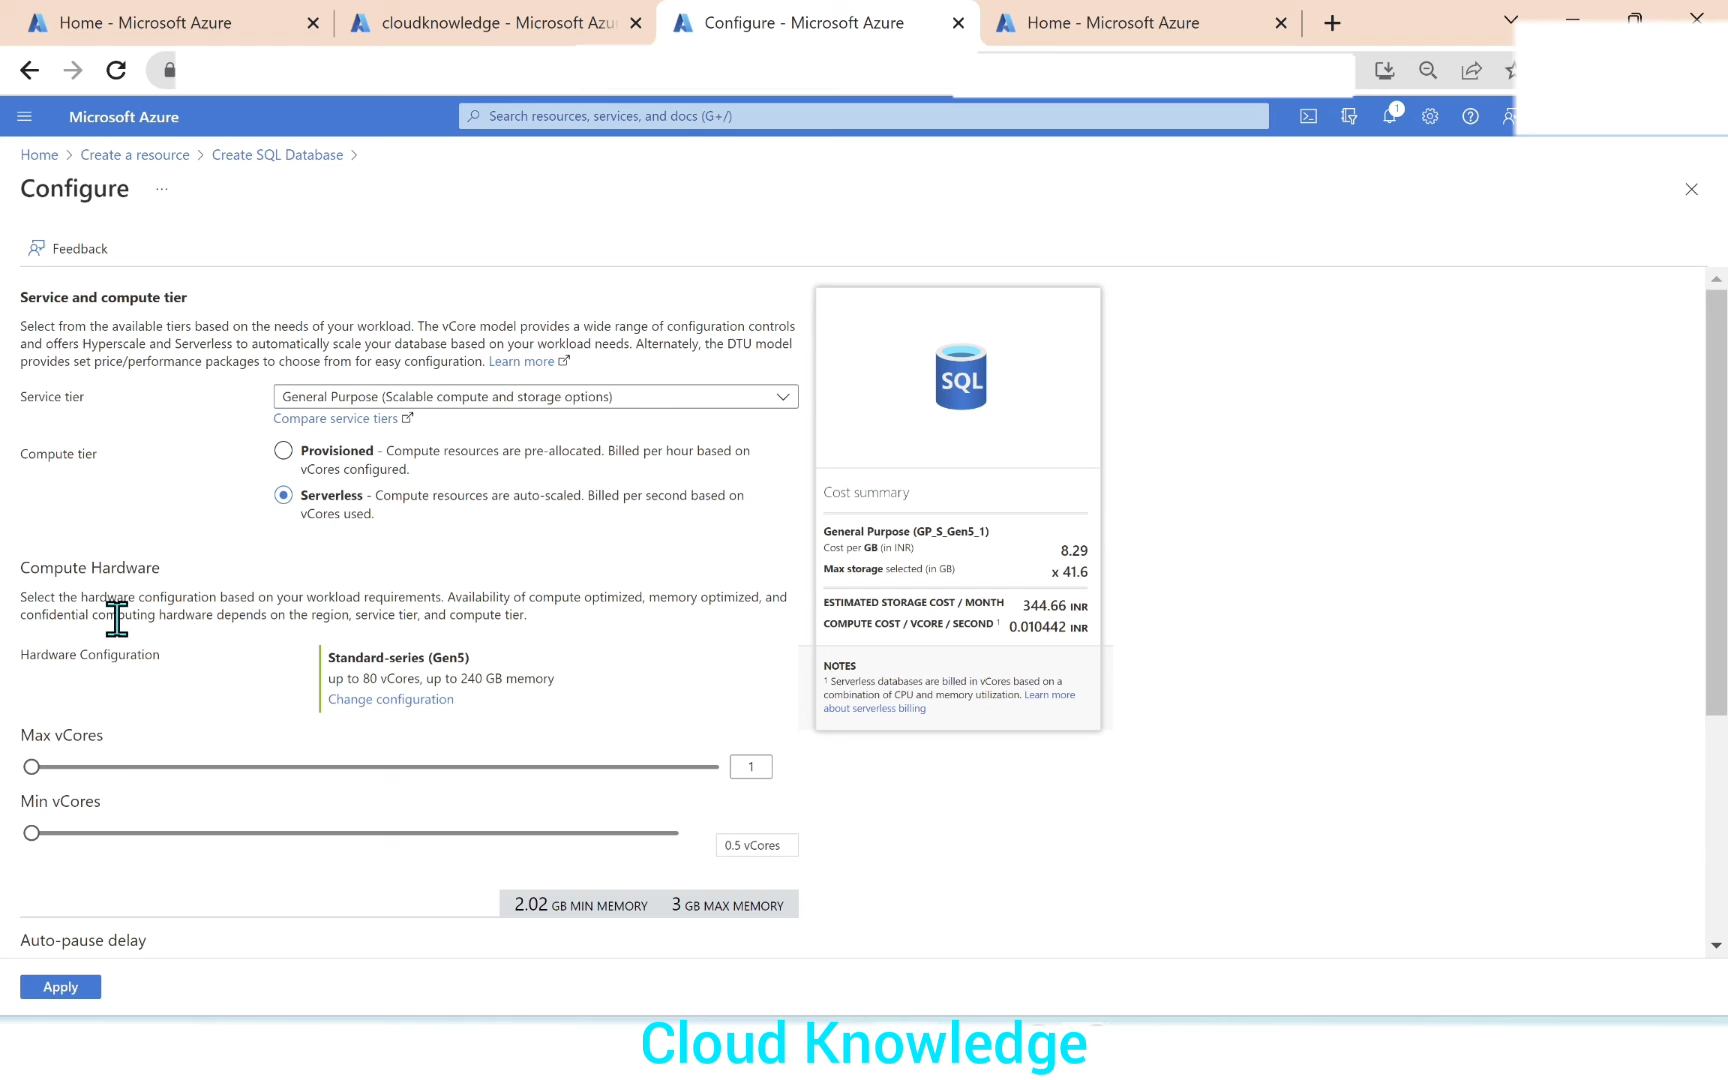 Home - Microsoft Azure
cloudknowledge - Microsoft Azu
Configure - Microsoft Azure
Home - Microsoft Azure
Microsoft Azure
Search resources, services, and docs (G+/)
1
Home > Create a resource > Create SQL Database >
Configure ...
Feedback
Service and compute tier
Select from the available tiers based on the needs of your workload. The vCore model provides a wide range of configuration controls
and offers Hyperscale and Serverless to automatically scale your database based on your workload needs. Alternately, the DTU model
provides set price/performance packages to choose from for easy configuration. Learn more
Service tier
General Purpose (Scalable compute and storage options)
Compare service tiers
Compute tier
Provisioned - Compute resources are pre-allocated. Billed per hour based on
vCores configured.
Serverless - Compute resources are auto-scaled. Billed per second based on
vCores used.
Compute Hardware
Select the hardware configuration based on your workload requirements. Availability of compute optimized, memory optimized, and
confidential computing hardware depends on the region, service tier, and compute tier.
Hardware Configuration
Standard-series (Gen5)
up to 80 vCores, up to 240 GB memory
Change configuration
Max vCores
1
Min vCores
0.5 vCores
2.02 GB MIN MEMORY 3 GB MAX MEMORY
Auto-pause delay
Apply
SQL
Cost summary
General Purpose (GP_S_Gen5_1)
Cost per GB (in INR) 8.29
Max storage selected (in GB) x 41.6
ESTIMATED STORAGE COST / MONTH 344.66 INR
COMPUTE COST / VCORE / SECOND 1 0.010442 INR
NOTES
1 Serverless databases are billed in vCores based on a
combination of CPU and memory utilization. Learn more
about serverless billing
Cloud Knowledge